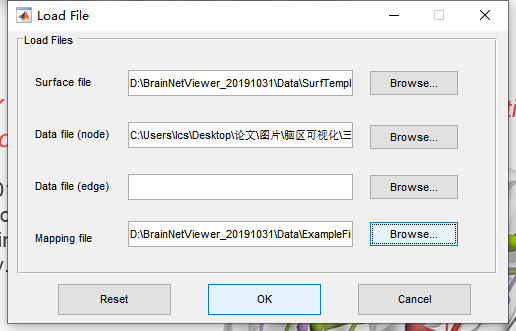 Load File
Load Files
Surface file
D:\BrainNetViewer_20191031\Data\SurfTempl
Browse...
Data file (node)
C:\Users\lcs\Desktop\论文\图片\脑区可视化\三
Browse...
Data file (edge)
Browse...
Mapping file
D:\BrainNetViewer_20191031\Data\ExampleFi
Browse...
Reset
OK
Cancel